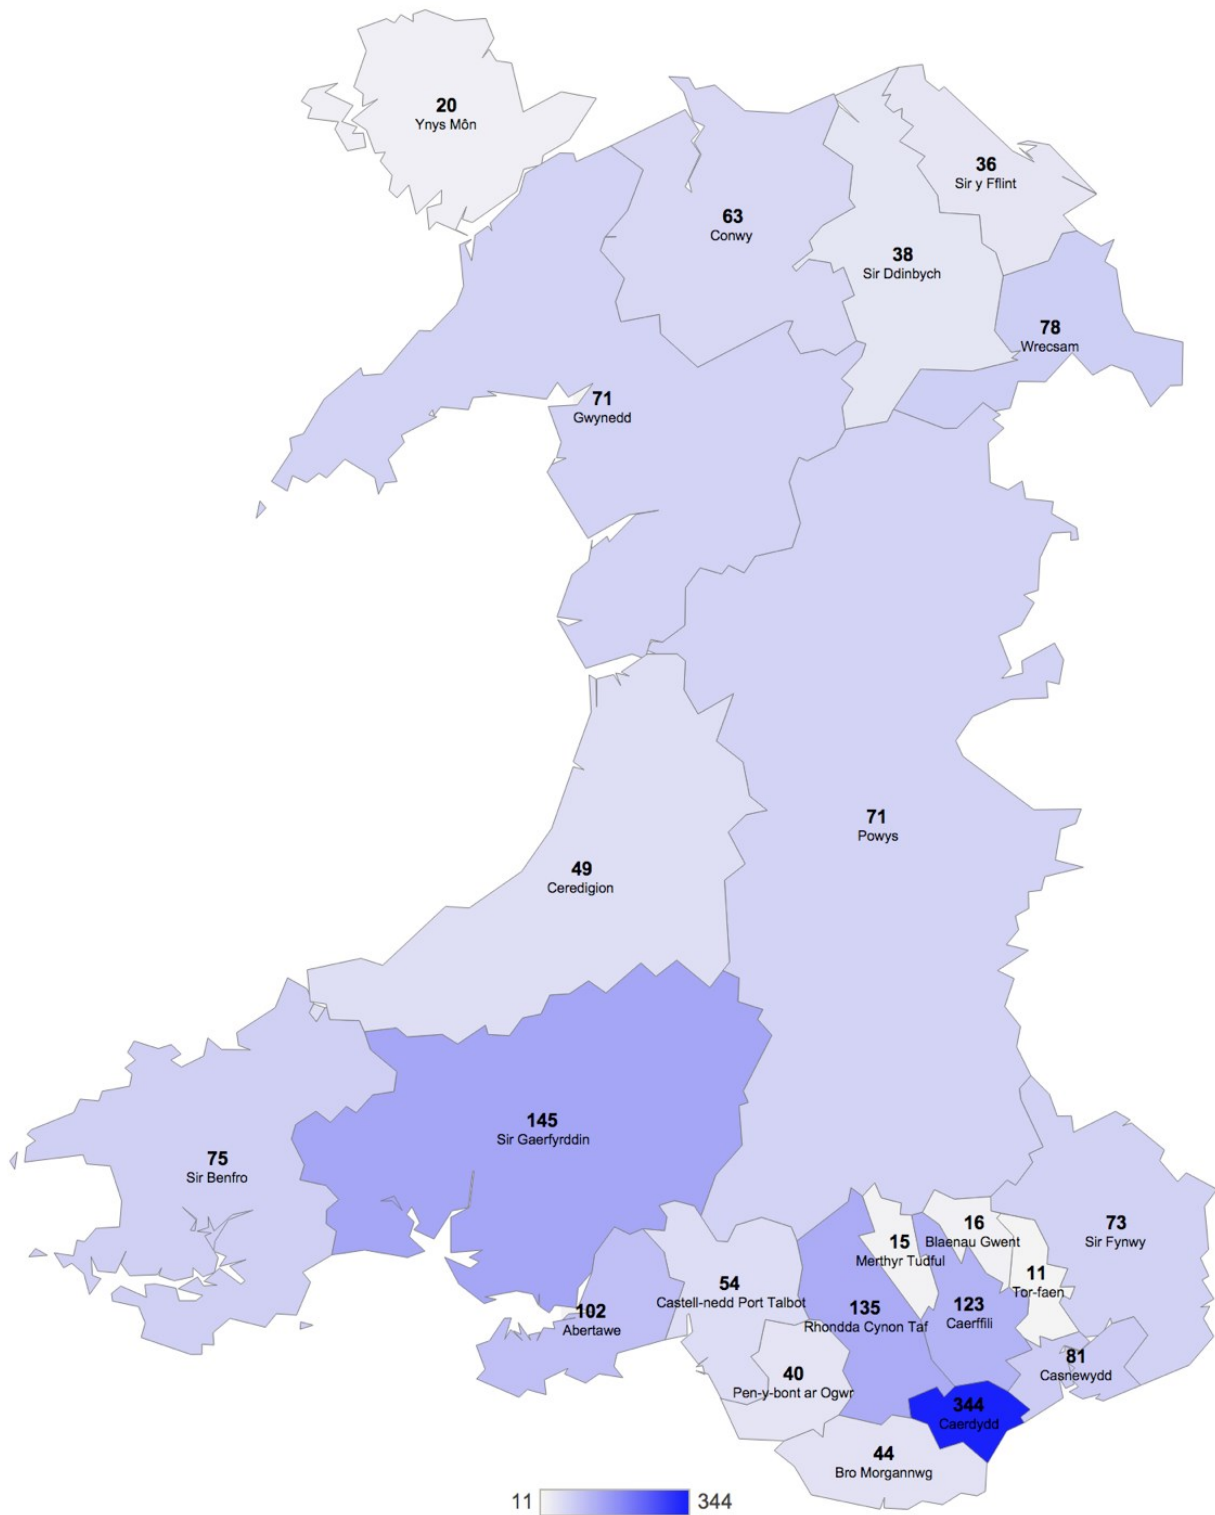 20
Ynys Môn
36
Sir y Fflint
63
Conwy
38
Sir Ddinbych
78
Wrecsam
71
Gwynedd
71
Powys
49
Ceredigion
145
Sir Gaerfyrddin
75
Sir Benfro
73
Sir Fynwy
16
Blaenau Gwent
15
Merthyr Tudful
11
Tor-faen
54
Castell-nedd Port Talbot
102
Abertawe
135
Rhondda Cynon Taf
123
Caerffili
81
Casnewydd
40
Pen-y-bont ar Ogwr
344
Caerdydd
44
Bro Morgannwg
11 344